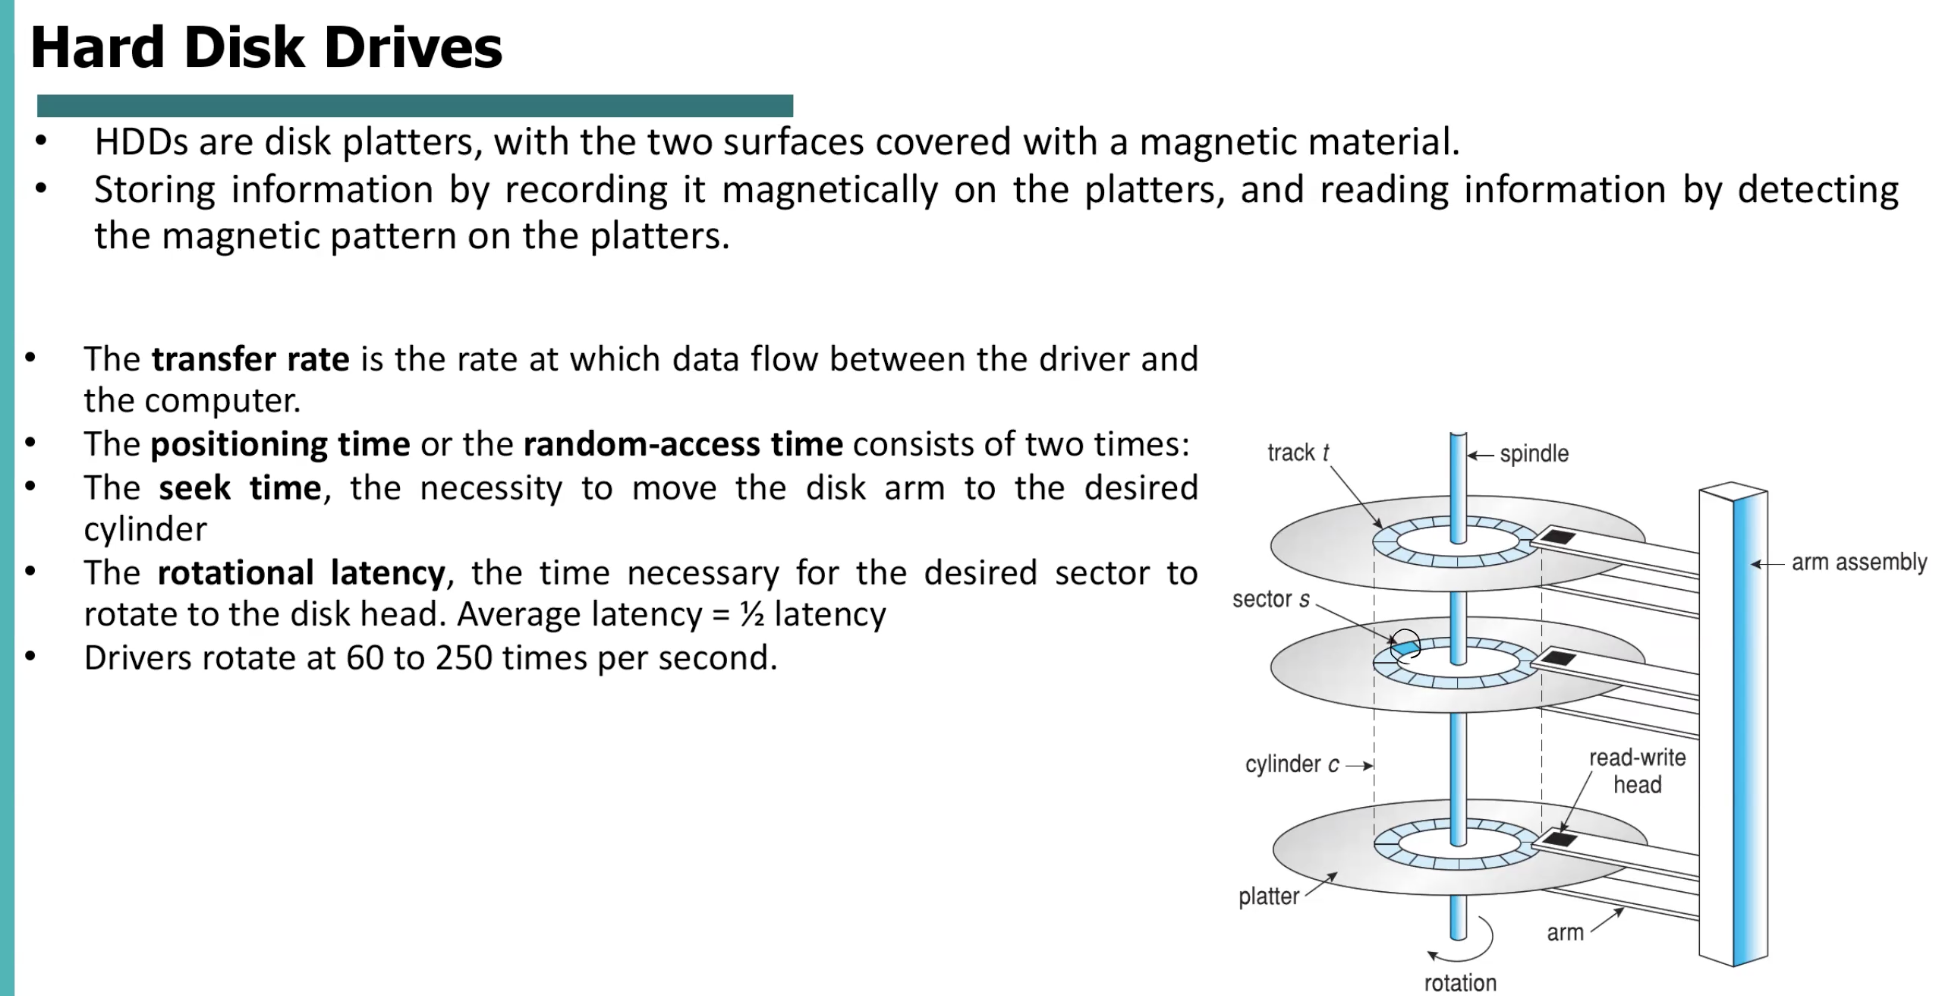 Hard Disk Drives
• HDDs are disk platters, with the two surfaces covered with a magnetic material.
• Storing information by recording it magnetically on the platters, and reading information by detecting
the magnetic pattern on the platters.
• The transfer rate is the rate at which data flow between the driver and
the computer.
• The positioning time or the random-access time consists of two times:
• The seek time, the necessity to move the disk arm to the desired
cylinder
• The rotational latency, the time necessary for the desired sector to
rotate to the disk head. Average latency = ½ latency
• Drivers rotate at 60 to 250 times per second.
track t
spindle
arm assembly
sector s
cylinder c
read-write
head
platter
arm
rotation